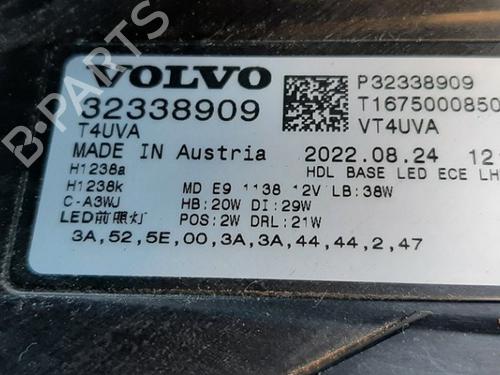 VOLVO
32338909
T4UVA
MADE IN Austria
P32338909
T1675000850
VT4UVA
2022.08.24 12
HDL BASE LED ECE LH
H1238a
H1238k
C-A3WJ
LED前照灯
MD E9 1138 12V LB:38W
HB:20W DI:29W
POS:2W DRL:21W
3A,52,5E,00,3A,3A,44,44,2,47
B-PARTS